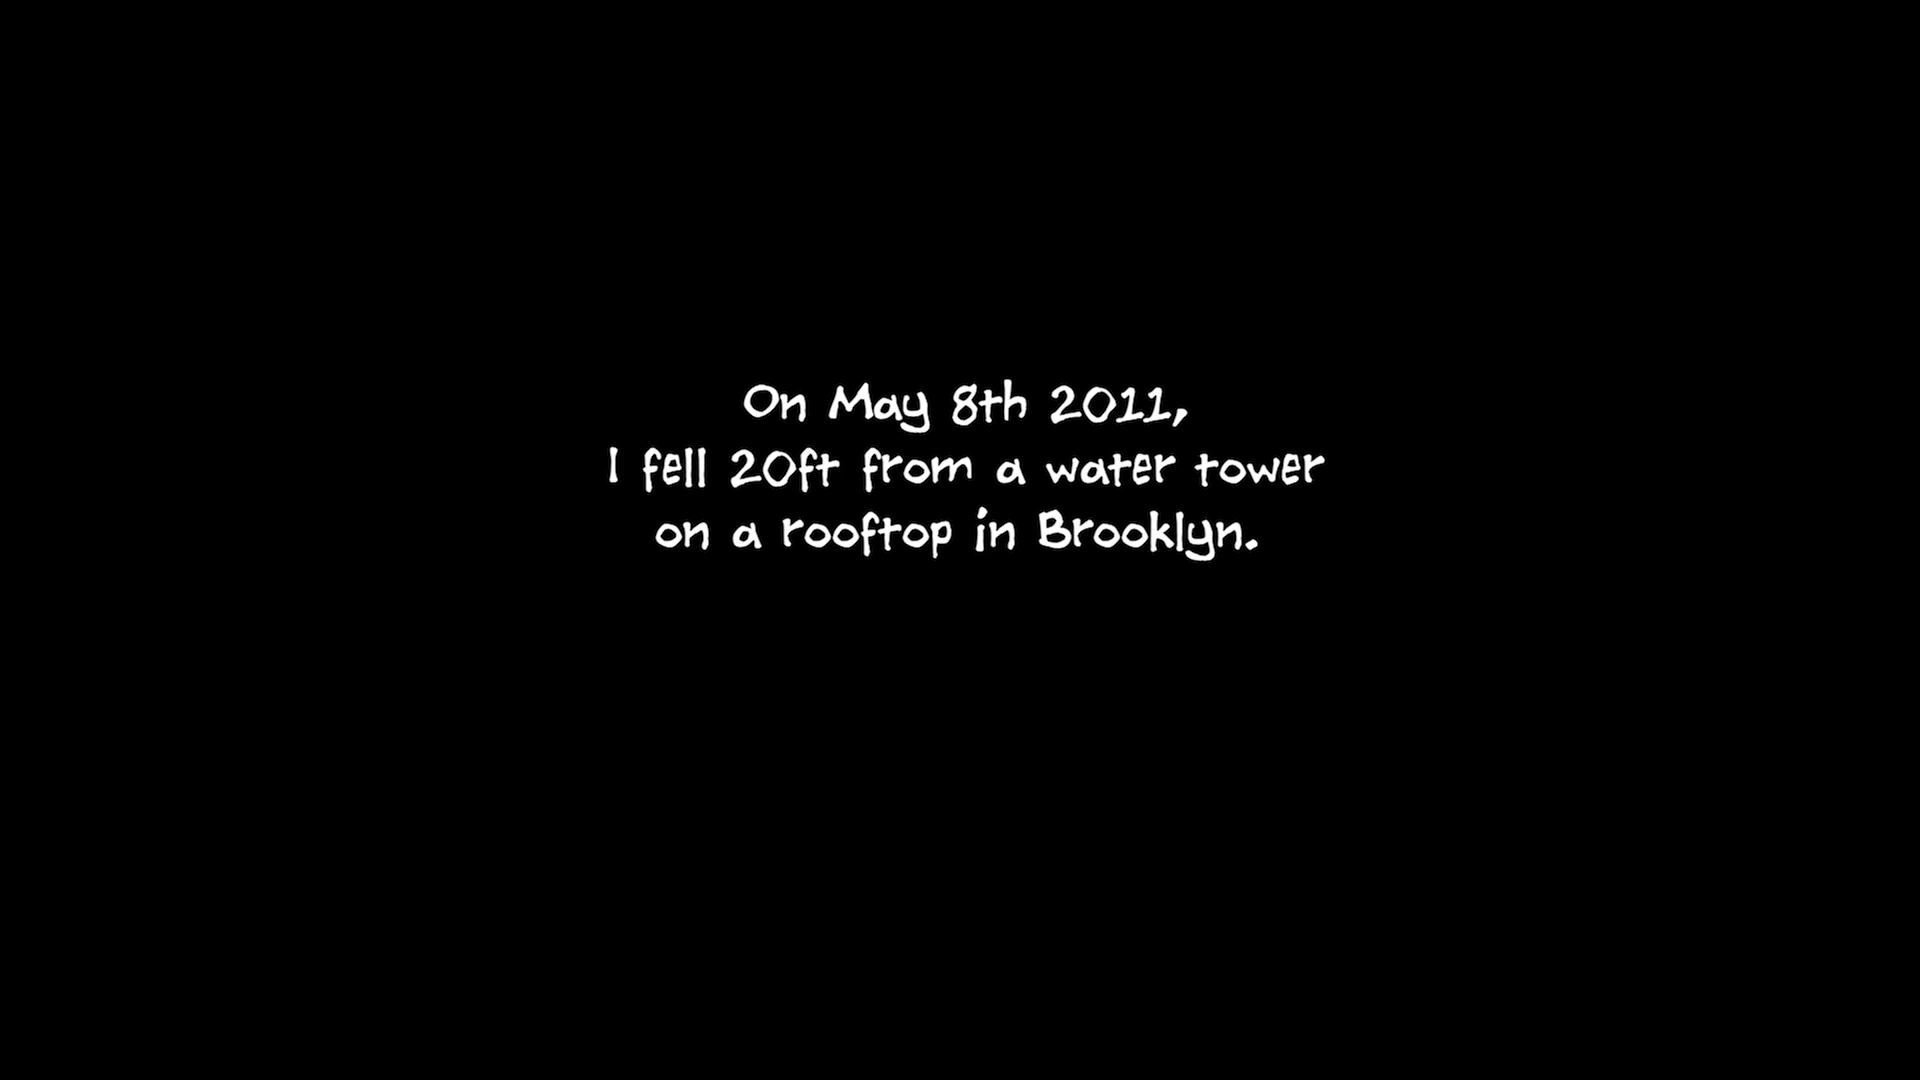 On May 8th 2011,
I fell 20ft from a water tower
on a rooftop in Brooklyn.